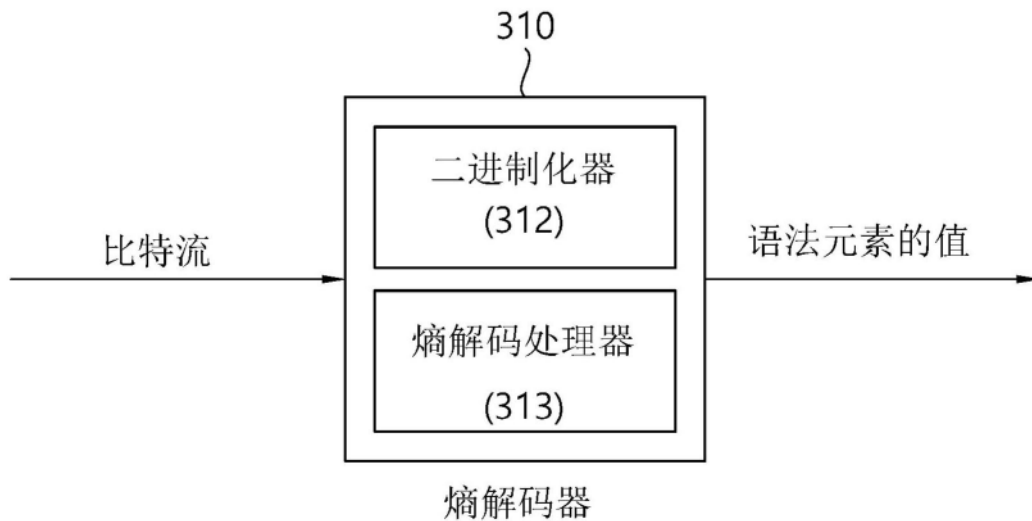 310
二进制化器
(312)
比特流
语法元素的值
熵解码处理器
(313)
熵解码器